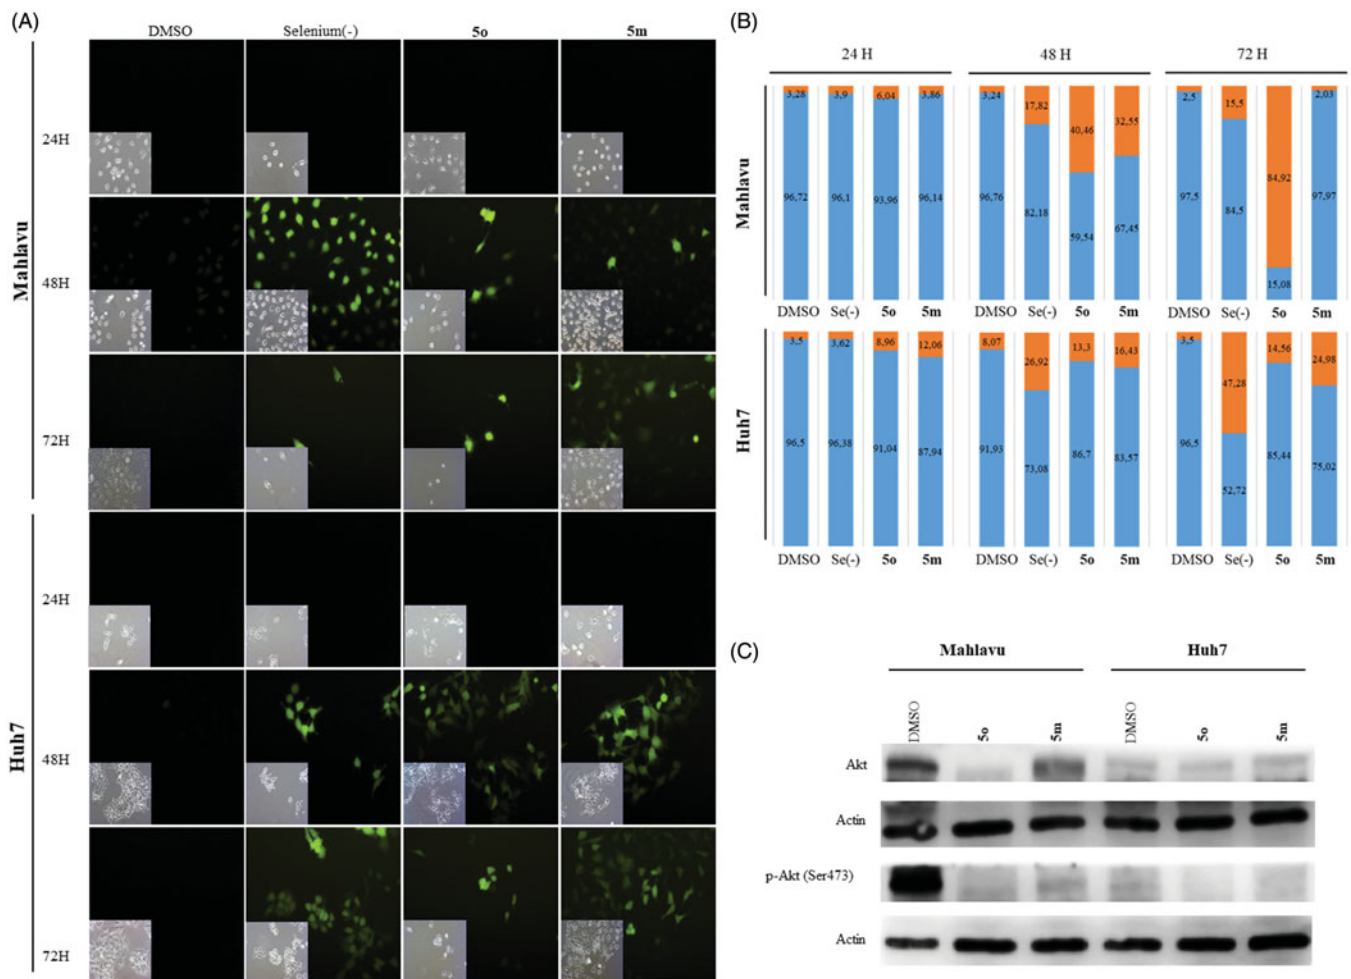 (A)
DMSO Selenium(-) 5o 5m
Mahlavu
24H
48H
72H
Huh7
24H
48H
72H
(B)
24 H 48 H 72 H
Mahlavu
3,28 3,9 6,04 3,86 3,24 17,82 40,46 32,55 2,5 15,5 84,92 2,03
96,72 96,1 93,96 96,14 96,76 82,18 59,54 67,45 97,5 84,5 15,08 97,97
DMSO Se(-) 5o 5m DMSO Se(-) 5o 5m DMSO Se(-) 5o 5m
Huh7
3,5 3,62 8,96 12,06 8,07 26,92 13,3 16,43 3,5 47,28 14,56 24,98
96,5 96,38 91,04 87,94 91,93 73,08 86,7 83,57 96,5 52,72 85,44 75,02
DMSO Se(-) 5o 5m DMSO Se(-) 5o 5m DMSO Se(-) 5o 5m
(C)
Mahlavu Huh7
DMSO 5o 5m DMSO 5o 5m
Akt
Actin
p-Akt (Ser473)
Actin